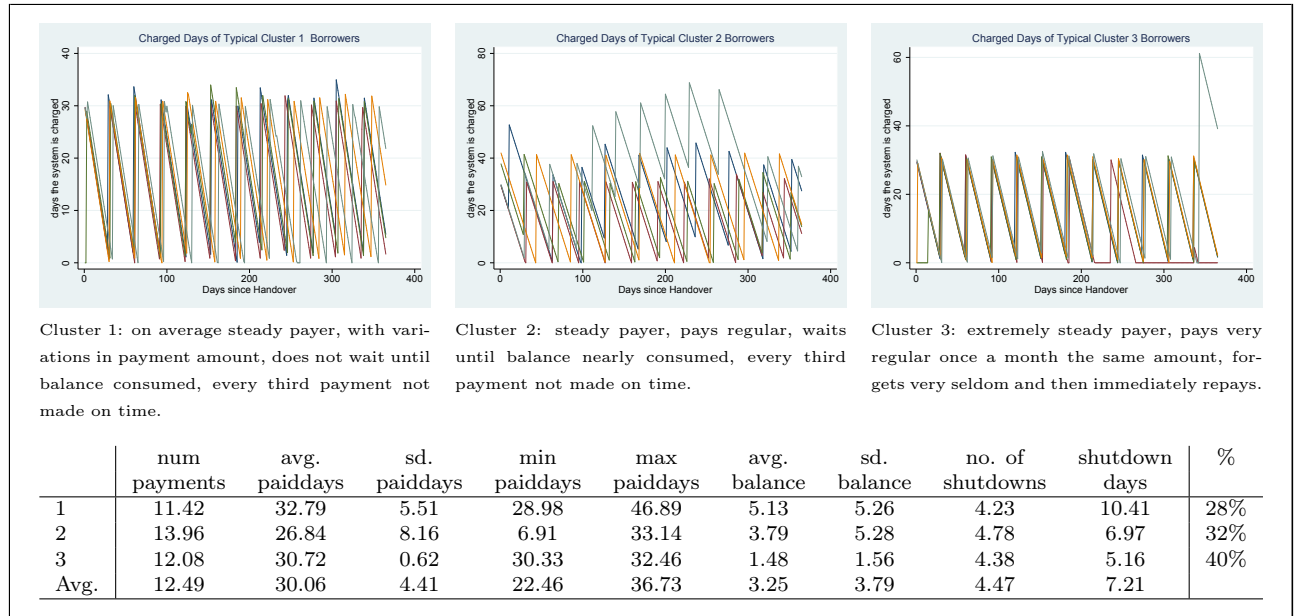 Charged Days of Typical Cluster 1 Borrowers
days the system is charged
40
30
20
10
0
0 100 200 300 400
Days since Handover
Charged Days of Typical Cluster 2 Borrowers
days the system is charged
80
60
40
20
0
0 100 200 300 400
Days since Handover
Charged Days of Typical Cluster 3 Borrowers
days the system is charged
60
40
20
0
0 100 200 300 400
Days since Handover
Cluster 1: on average steady payer, with vari-
ations in payment amount, does not wait until
balance consumed, every third payment not
made on time.
Cluster 2: steady payer, pays regular, waits
until balance nearly consumed, every third
payment not made on time.
Cluster 3: extremely steady payer, pays very
regular once a month the same amount, for-
gets very seldom and then immediately repays.
num avg. sd. min max avg. sd. no. of shutdown %
payments paiddays paiddays paiddays paiddays balance balance shutdowns days
1 11.42 32.79 5.51 28.98 46.89 5.13 5.26 4.23 10.41 28%
2 13.96 26.84 8.16 6.91 33.14 3.79 5.28 4.78 6.97 32%
3 12.08 30.72 0.62 30.33 32.46 1.48 1.56 4.38 5.16 40%
Avg. 12.49 30.06 4.41 22.46 36.73 3.25 3.79 4.47 7.21